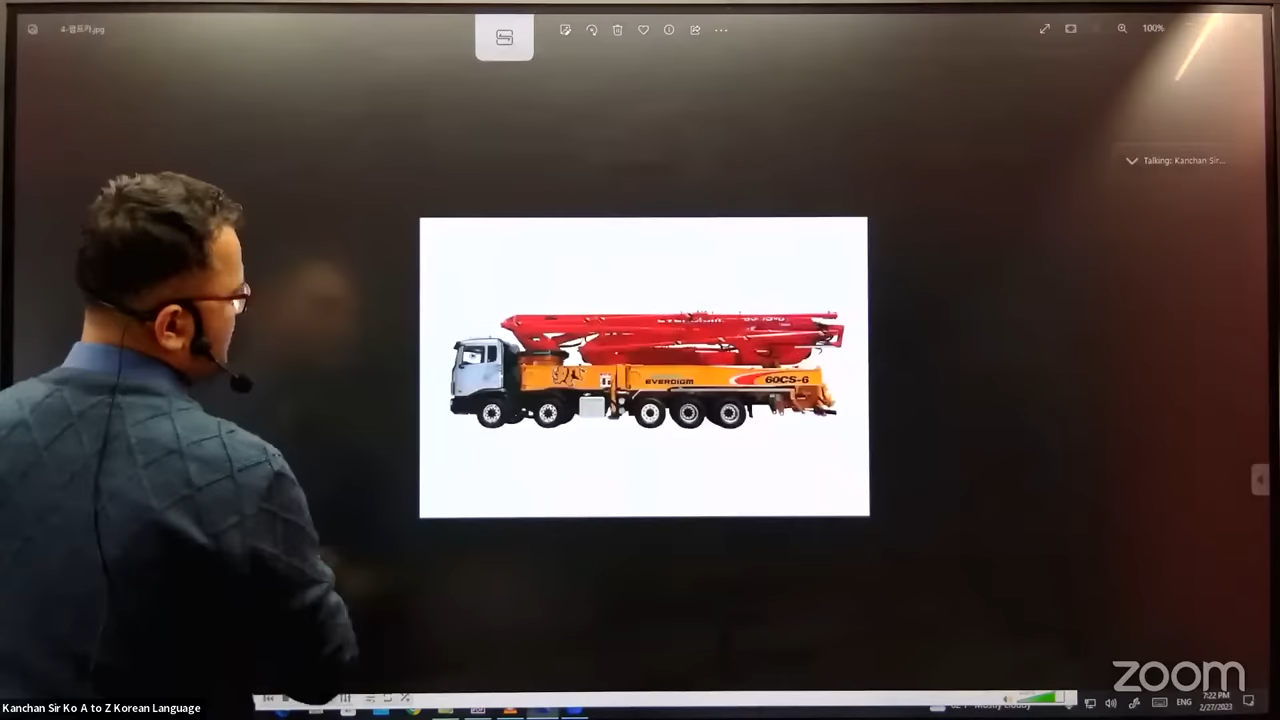 4-펌프카.jpg
100%
Talking: Kanchan Sir...
EVERDIGM
EVERDIGM
60CS-6
zoom
7:22 PM
ENG
2/27/2023
Kanchan Sir Ko A to Z Korean Language